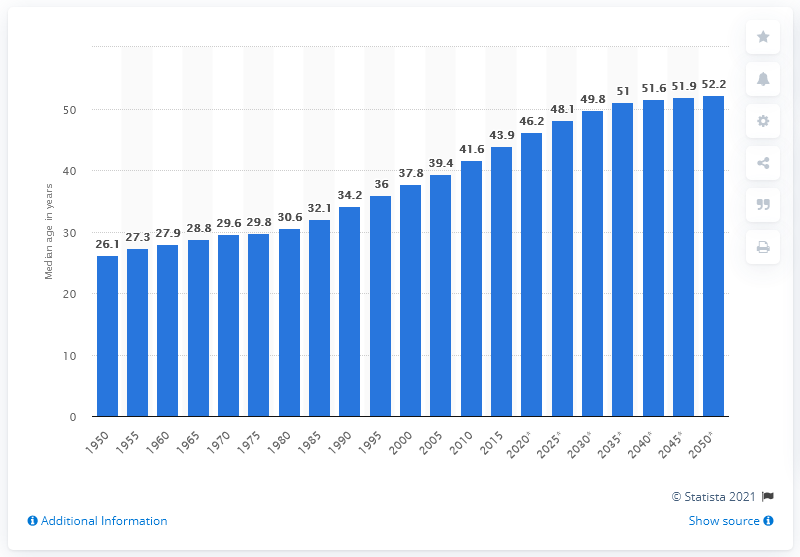 Median age in years
50
40
30
20
10
0
26.1 27.3 27.9 28.8 29.6 29.8 30.6 32.1 34.2 36 37.8 39.4 41.6 43.9 46.2 48.1 49.8 51 51.6 51.9 52.2
1950 1955 1960 1965 1970 1975 1980 1985 1990 1995 2000 2005 2010 2015 2020* 2025* 2030* 2035* 2040* 2045* 2050*
© Statista 2021
Additional Information
Show source